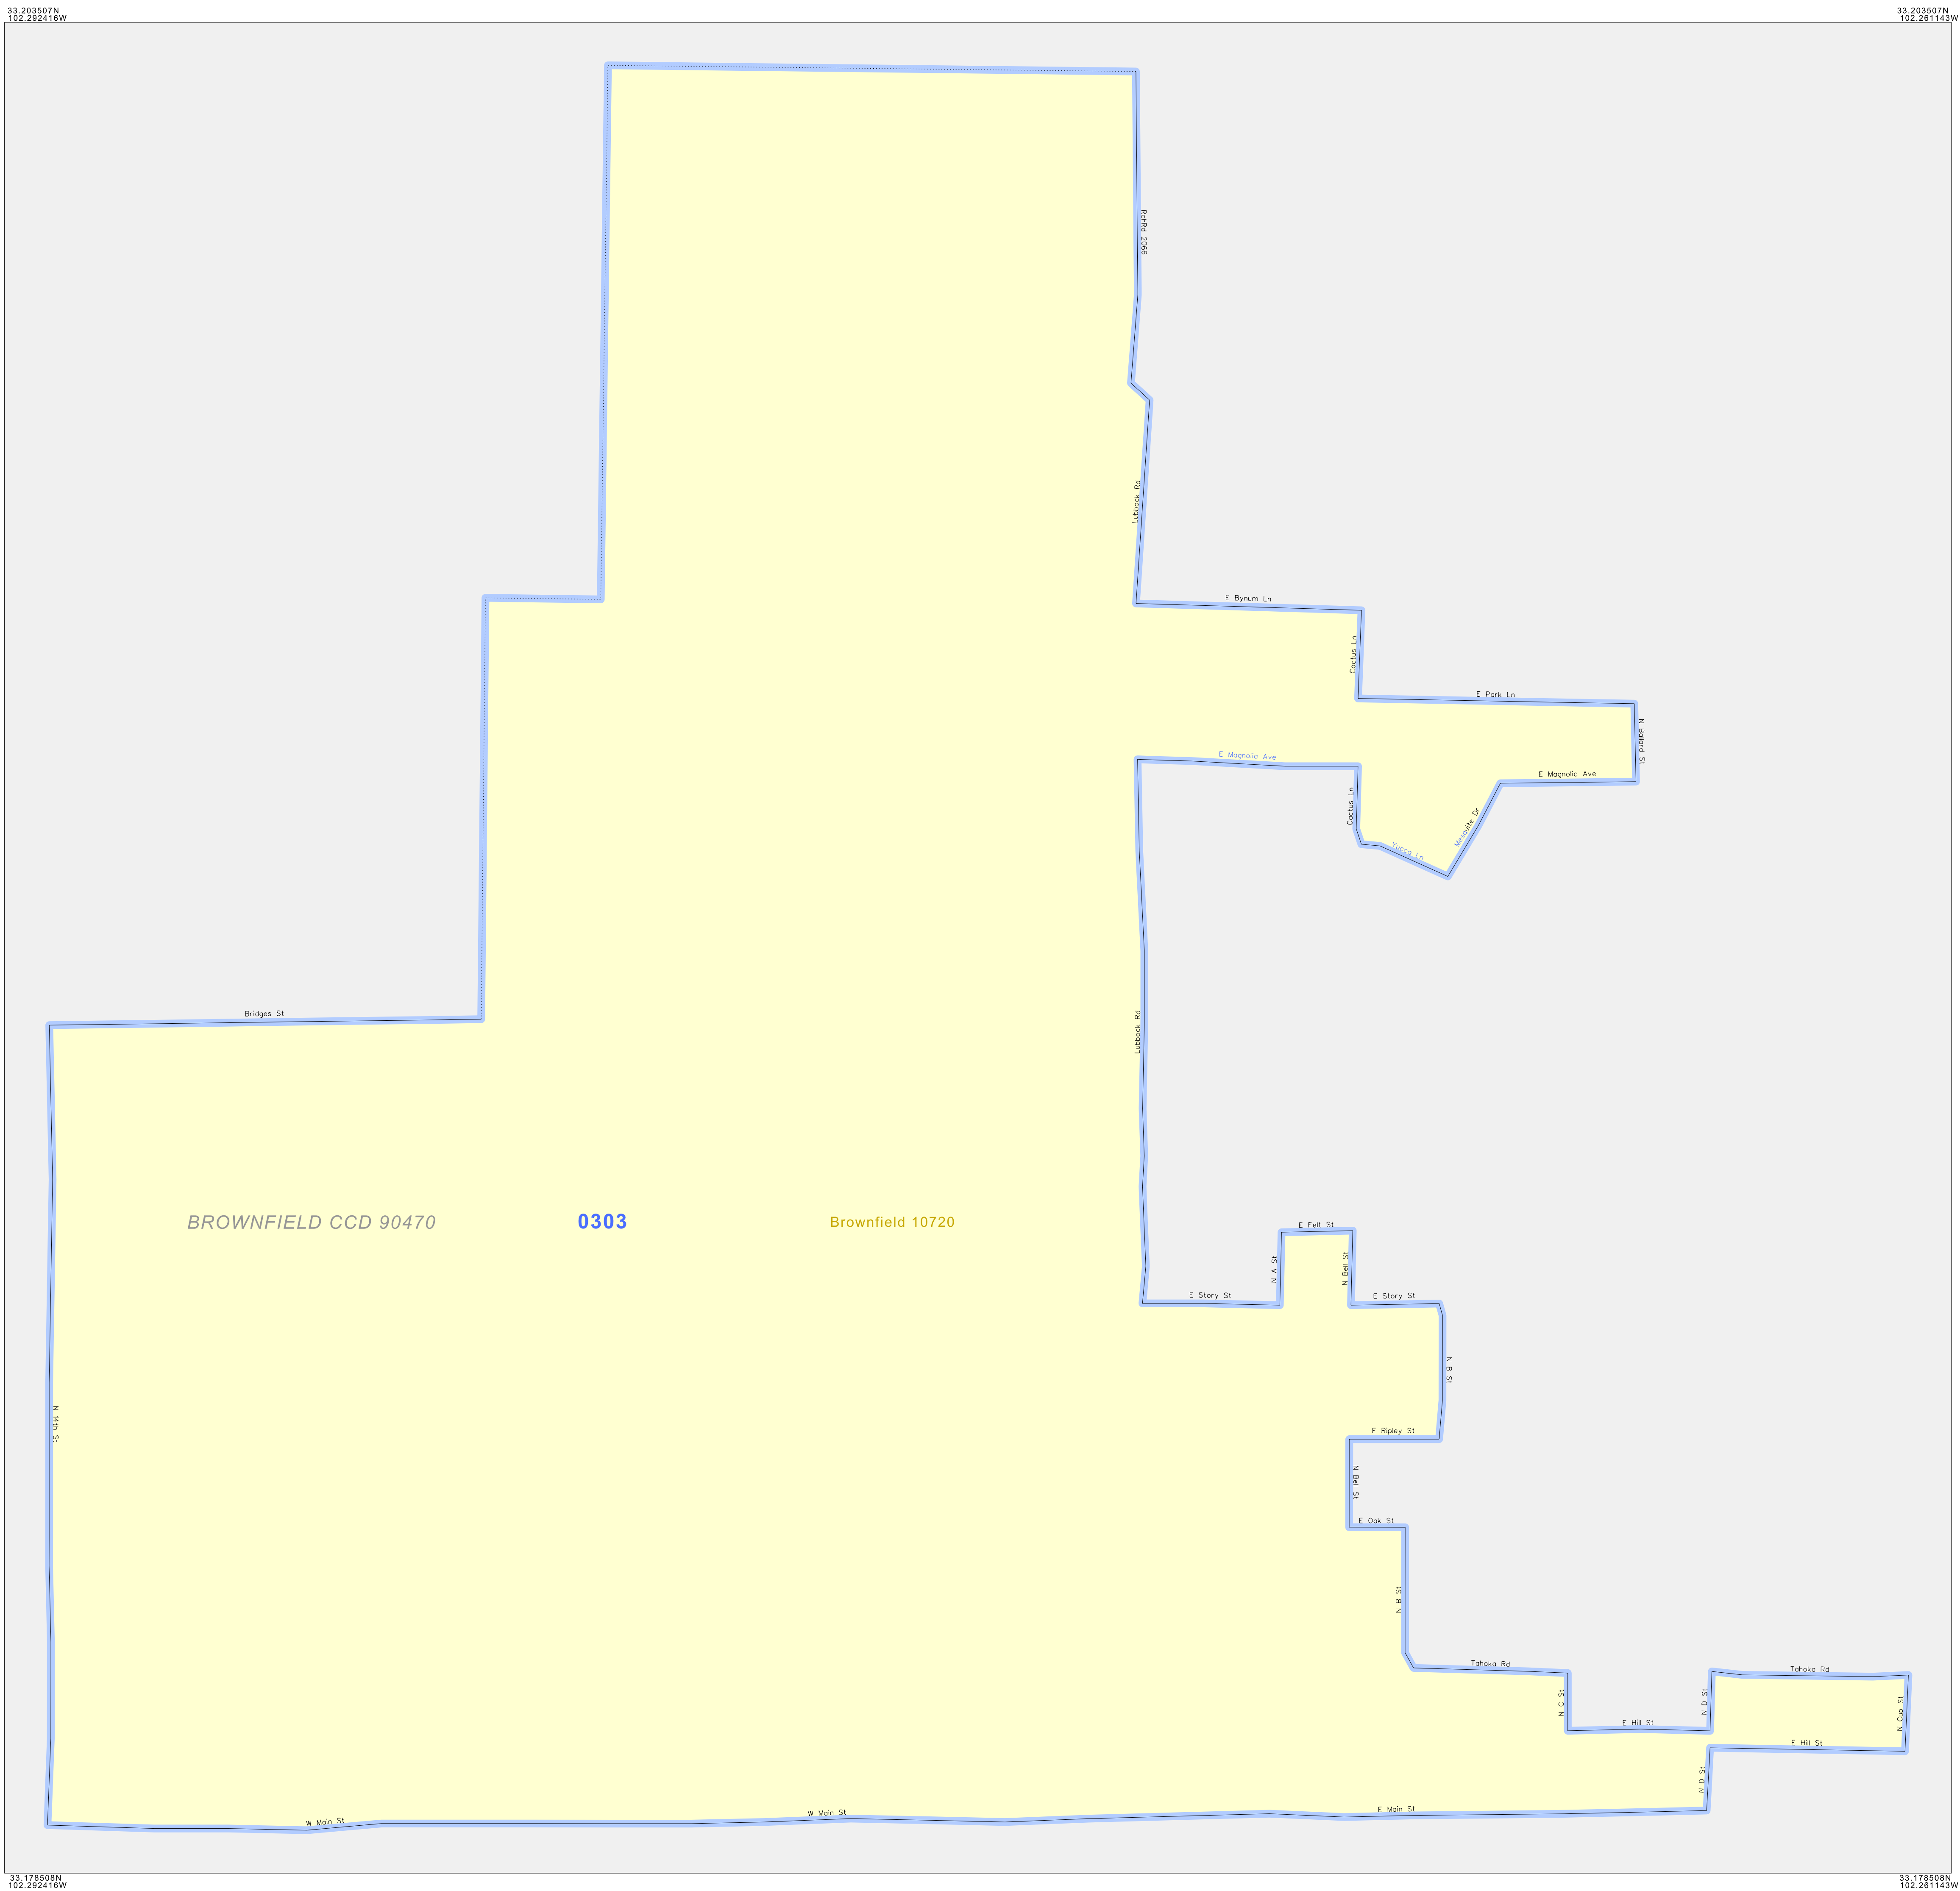 33.203507N
102.292416W
33.203507N
102.261143W
RchRd 2066
Lubbock Rd
E Bynum Ln
Cactus Ln
E Park Ln
N Ballard St
E Magnolia Ave
E Magnolia Ave
Cactus Ln
Mesquite Dr
Yucca Ln
Bridges St
Lubbock Rd
BROWNFIELD CCD 90470
0303
Brownfield 10720
E Felt St
N A St
N Bell St
E Story St
E Story St
N B St
N 14th St
E Ripley St
N Bell St
E Oak St
N B St
Tahoka Rd
Tahoka Rd
N C St
N D St
N Cub St
E Hill St
E Hill St
N D St
W Main St
W Main St
E Main St
33.178508N
102.292416W
33.178508N
102.261143W